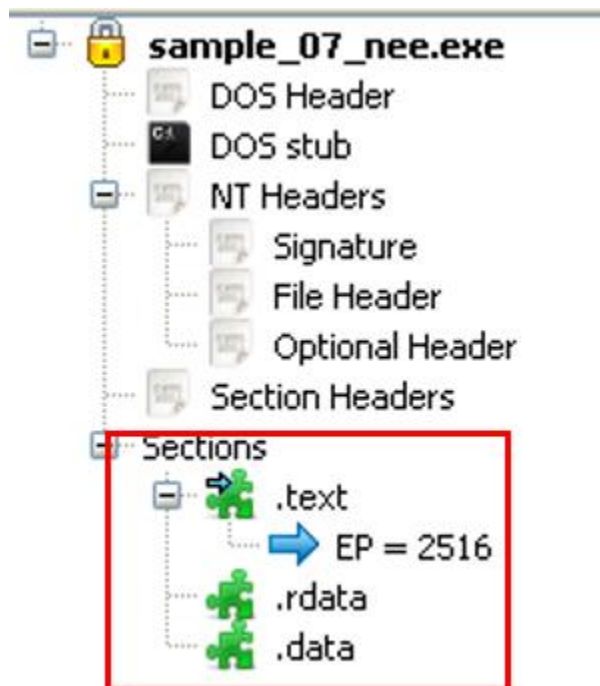 sample_07_nee.exe
DOS Header
DOS stub
NT Headers
Signature
File Header
Optional Header
Section Headers
Sections
.text
EP = 2516
.rdata
.data